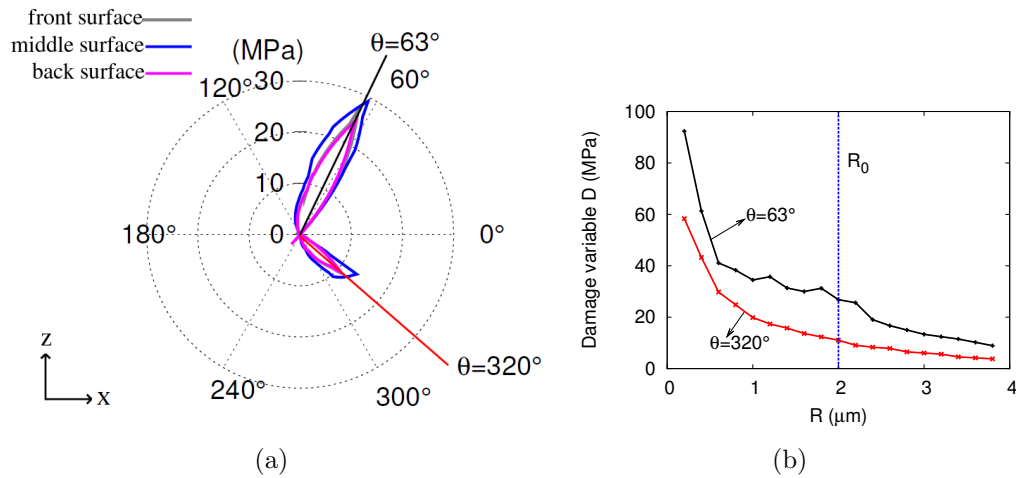 front surface
middle surface
back surface
(MPa)
θ=63°
120°
30
60°
20
10
180°
0
0°
θ=320°
240°
300°
z
x
(a)
100
80
60
40
20
0
Damage variable D (MPa)
R0
θ=63°
θ=320°
0
1
2
3
4
R (μm)
(b)